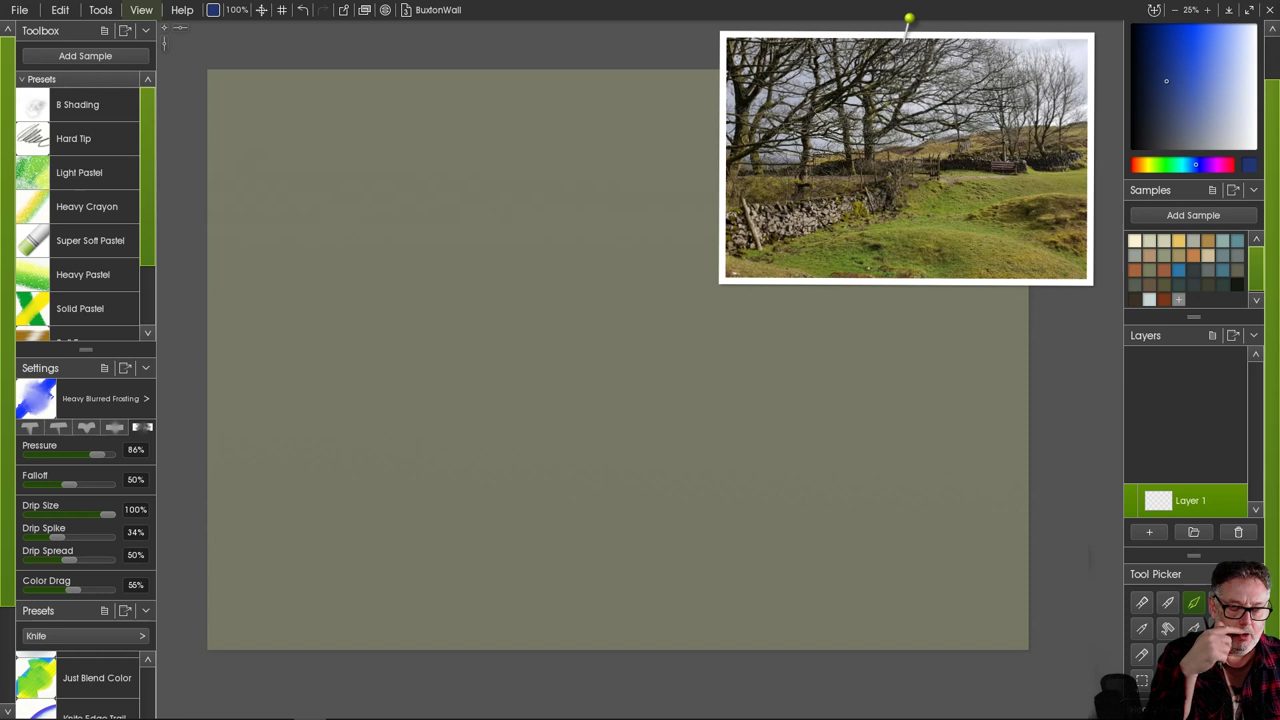 File Edit Tools View Help 100% BuxtonWall 25%
Toolbox
Add Sample
Presets
B Shading
Hard Tip
Light Pastel
Heavy Crayon
Super Soft Pastel
Heavy Pastel
Solid Pastel
Settings
Heavy Blurred Frosting >
Pressure
86%
Falloff
50%
Drip Size
100%
Drip Spike
34%
Drip Spread
50%
Color Drag
55%
Presets
Knife >
Just Blend Color
Knife Edge Trail
Samples
Add Sample
Layers
Layer 1
Tool Picker